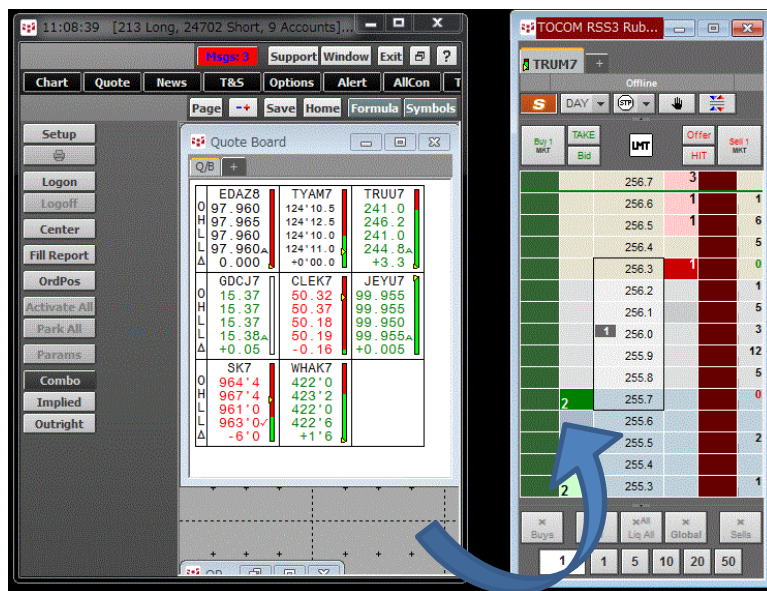 11:08:39 [213 Long, 24702 Short, 9 Accounts]...
Msgs: 3 Support Window Exit ?
Chart Quote News T&S Options Alert AllCon T
Page -+ Save Home Formula Symbols
Setup
Logon
Logoff
Center
Fill Report
OrdPos
Activate All
Park All
Params
Combo
Implied
Outright
Quote Board
Q/B +
EDAZ8 TYAM7 TRUU7
O 97.960 124'10.5 241.0
H 97.965 124'12.5 246.2
L 97.960 124'10.0 241.0
L 97.960 124'11.0 244.8
Δ 0.000 +0'00.0 +3.3
GDCJ7 CLEK7 JEYU7
O 15.37 50.32 99.955
H 15.37 50.37 99.955
L 15.37 50.18 99.950
L 15.38 50.19 99.955
Δ +0.05 -0.16 +0.005
SK7 WHAK7
O 964'4 422'0
H 967'4 423'2
L 961'0 422'0
L 963'0 422'6
Δ -6'0 +1'6
TOCOM RSS3 Rub...
TRUM7 +
Offline
S DAY STP
Buy 1 MKT TAKE LMT Offer Sell 1 MKT
Bid HIT
256.7 3
256.6 1 1
256.5 1 6
256.4 5
256.3 1 0
256.2 1
256.1 5
1 256.0 3
255.9 12
255.8 5
2 255.7 0
255.6
255.5 2
255.4
2 255.3 1
Buys Liq All Global Sells
1 1 5 10 20 50